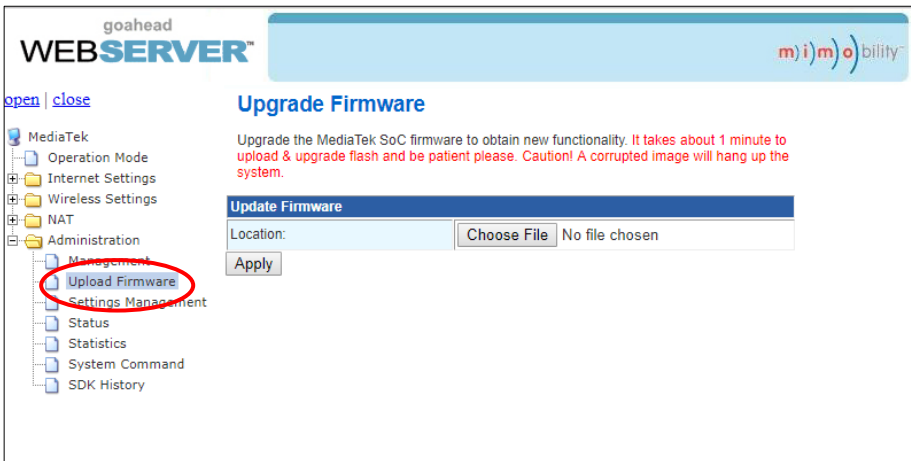 goahead
WEBSERVER™
m)i)m)o)bility™
open | close
MediaTek
Operation Mode
Internet Settings
Wireless Settings
NAT
Administration
Management
Upload Firmware
Settings Management
Status
Statistics
System Command
SDK History
Upgrade Firmware
Upgrade the MediaTek SoC firmware to obtain new functionality. It takes about 1 minute to
upload & upgrade flash and be patient please. Caution! A corrupted image will hang up the
system.
Update Firmware
Location: Choose File No file chosen
Apply